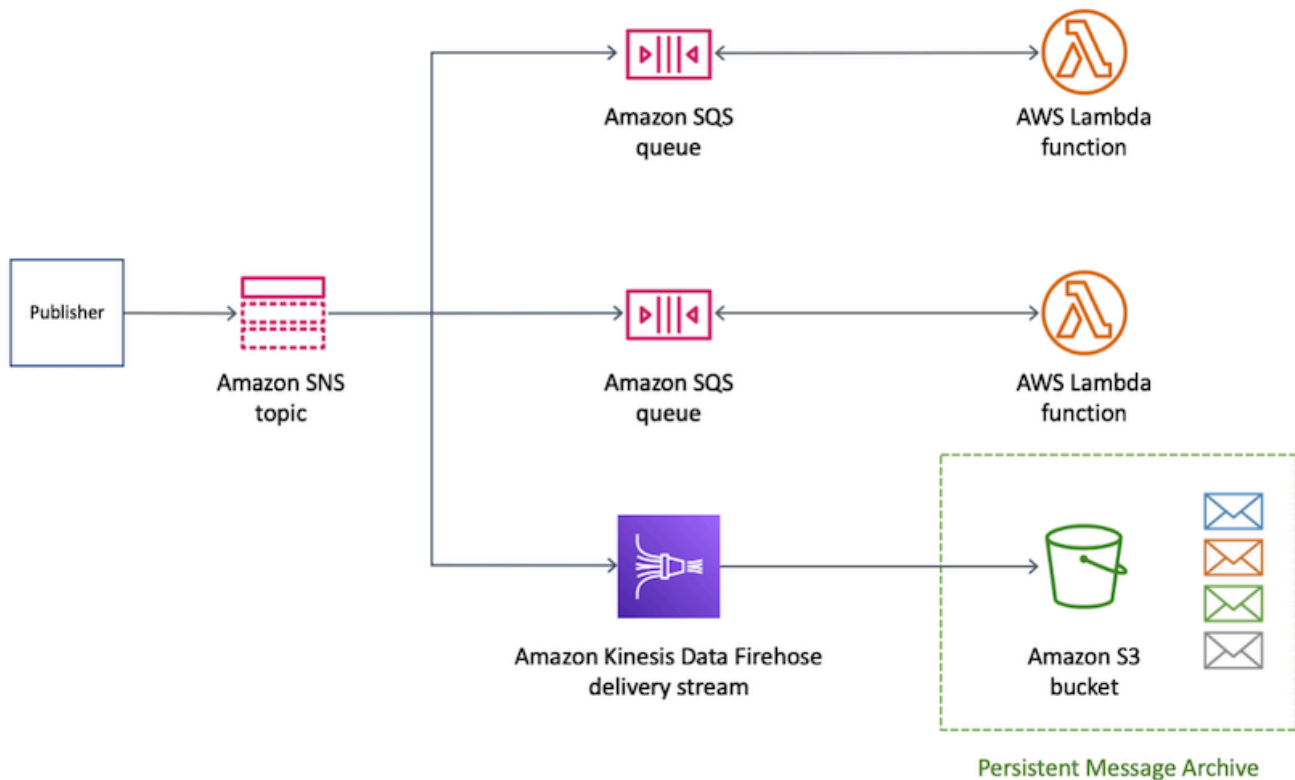 Amazon SQS
queue
AWS Lambda
function
Publisher
Amazon SNS
topic
Amazon SQS
queue
AWS Lambda
function
Amazon Kinesis Data Firehose
delivery stream
Amazon S3
bucket
Persistent Message Archive